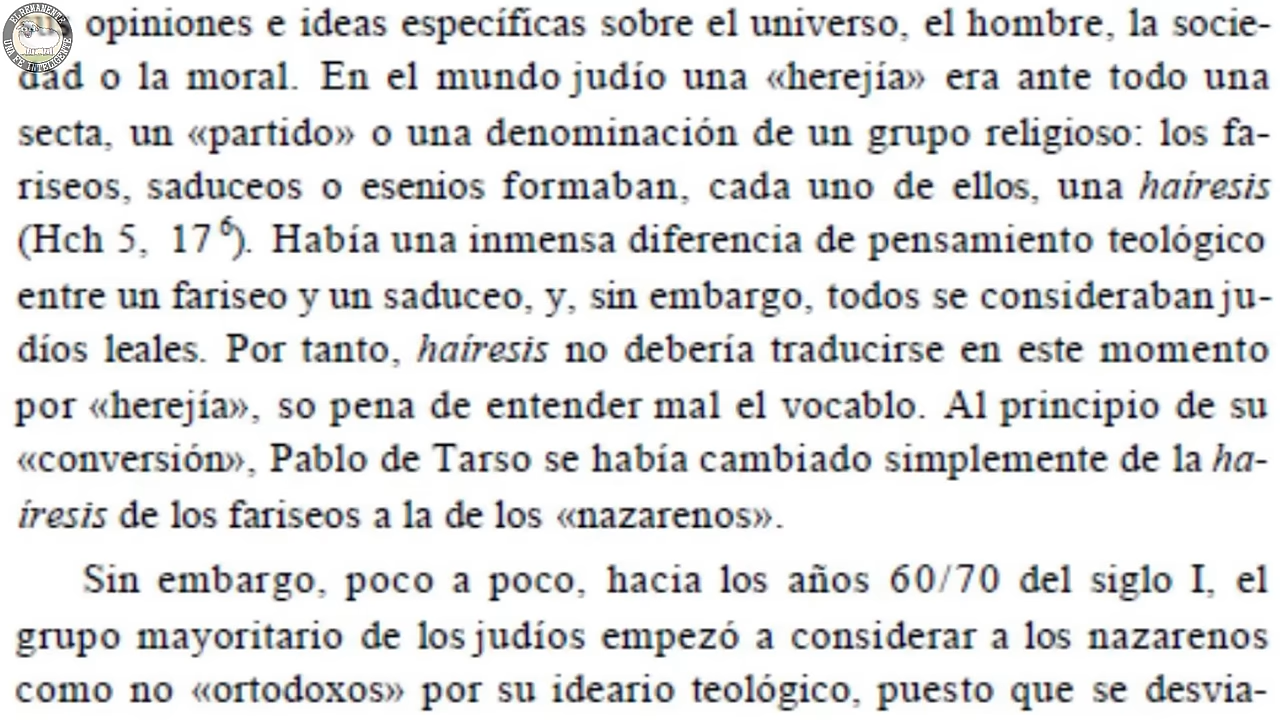 EL REMANENTE
UNA FE INTELIGENTE
opiniones e ideas específicas sobre el universo, el hombre, la socie-
dad o la moral. En el mundo judío una «herejía» era ante todo una
secta, un «partido» o una denominación de un grupo religioso: los fa-
riseos, saduceos o esenios formaban, cada uno de ellos, una haíresis
(Hch 5, 17⁶). Había una inmensa diferencia de pensamiento teológico
entre un fariseo y un saduceo, y, sin embargo, todos se consideraban ju-
díos leales. Por tanto, haíresis no debería traducirse en este momento
por «herejía», so pena de entender mal el vocablo. Al principio de su
«conversión», Pablo de Tarso se había cambiado simplemente de la ha-
íresis de los fariseos a la de los «nazarenos».
Sin embargo, poco a poco, hacia los años 60/70 del siglo I, el
grupo mayoritario de los judíos empezó a considerar a los nazarenos
como no «ortodoxos» por su ideario teológico, puesto que se desvia-